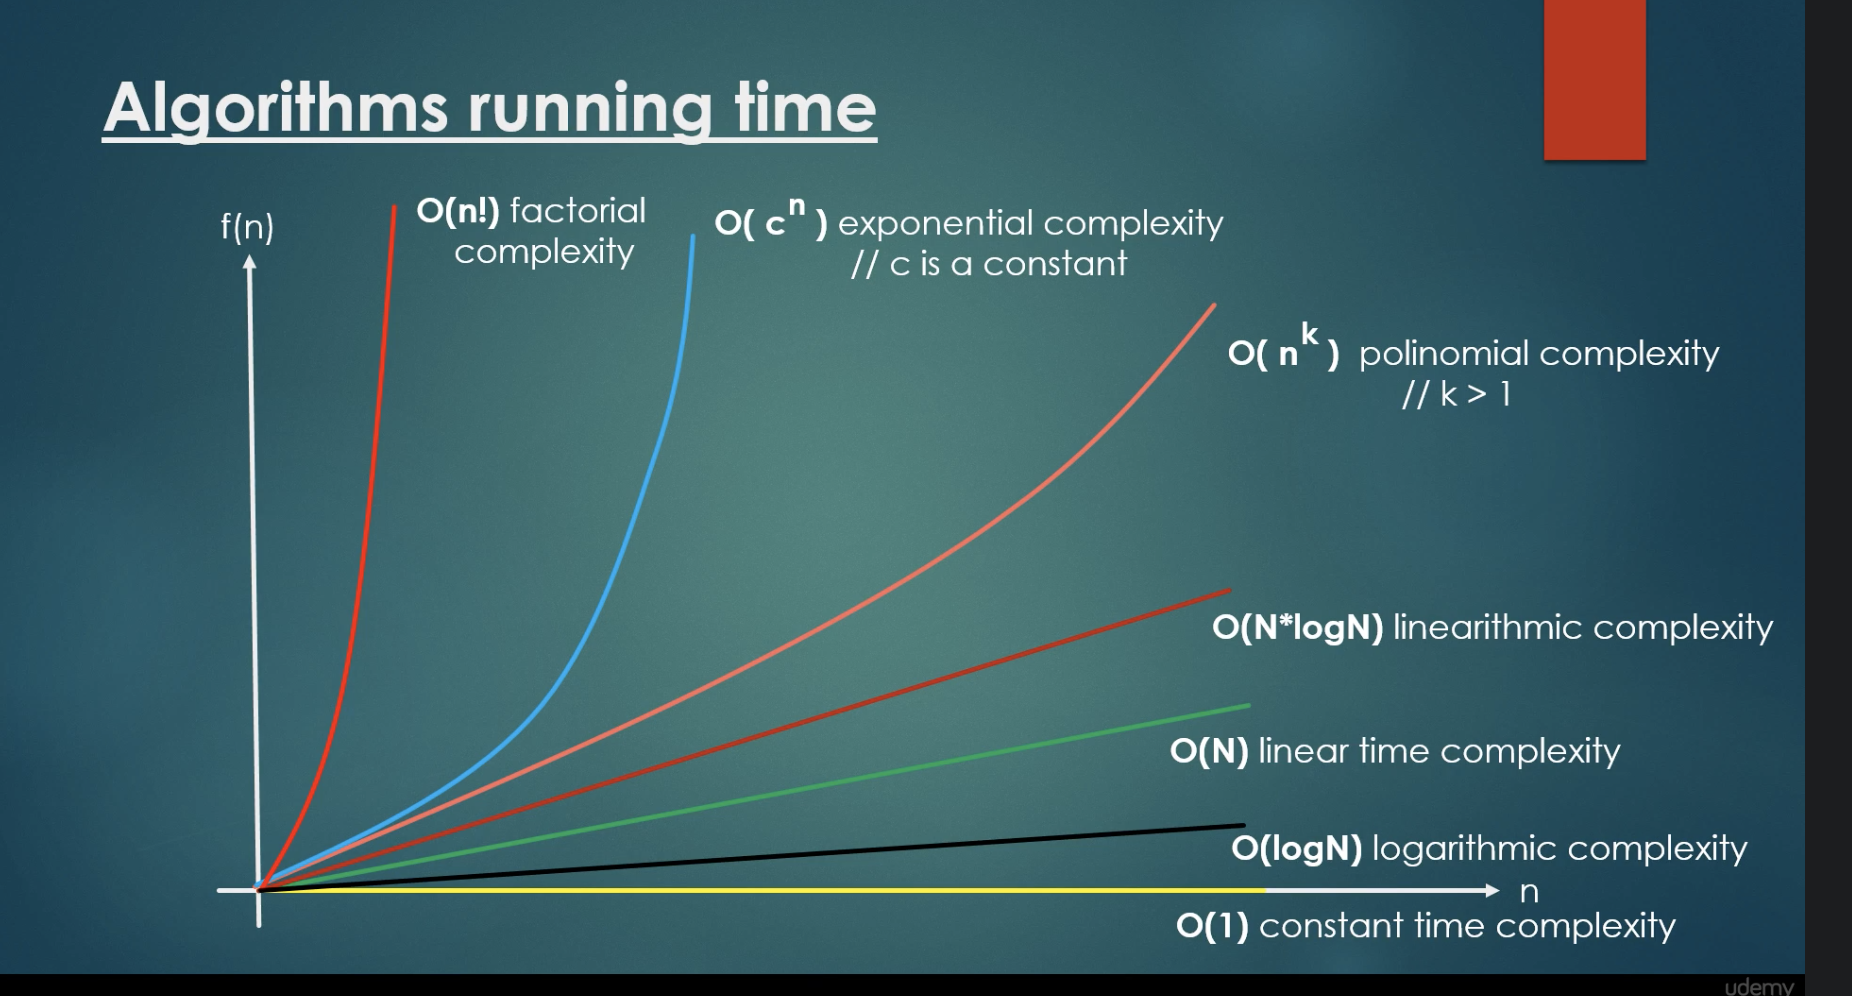 Algorithms running time
f(n)
O(n!) factorial
complexity
O( c^n ) exponential complexity
// c is a constant
O( n^k ) polinomial complexity
// k > 1
O(N*logN) linearithmic complexity
O(N) linear time complexity
O(logN) logarithmic complexity
n
O(1) constant time complexity
udemy